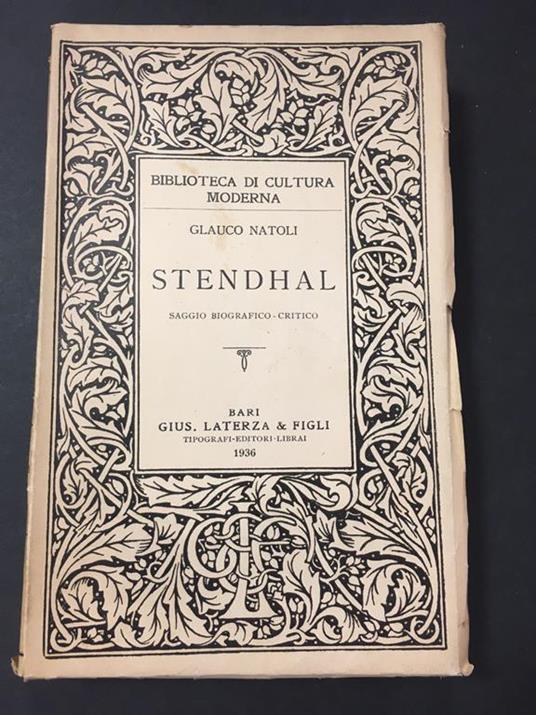 BIBLIOTECA DI CULTURA
MODERNA
GLAUCO NATOLI
STENDHAL
SAGGIO BIOGRAFICO-CRITICO
BARI
GIUS. LATERZA & FIGLI
TIPOGRAFI-EDITORI-LIBRAI
1936